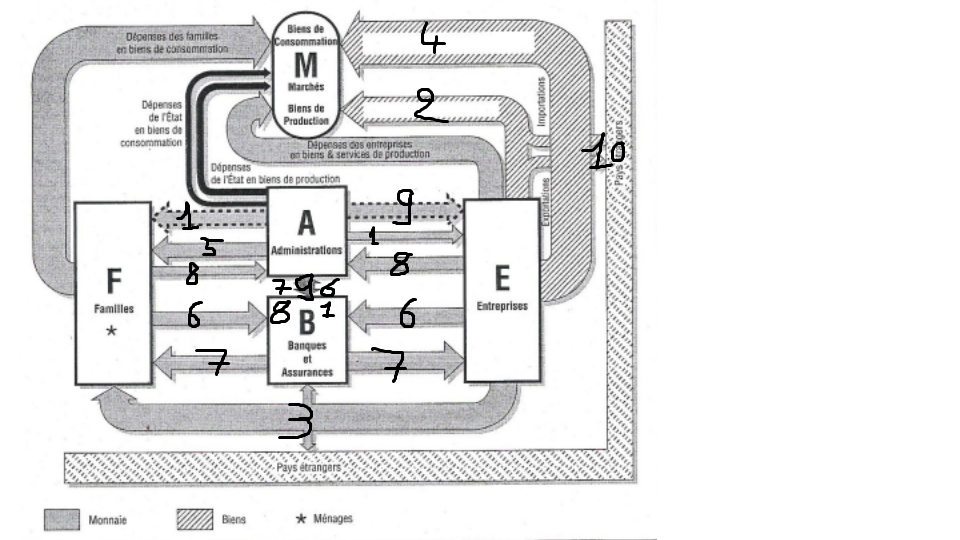 Dépenses des familles
en biens de consommation
Biens de
Consommation
M
Marchés
Biens de
Production
4
2
Importations
Dépenses
de l'État
en biens de
consommation
Dépenses des entreprises
en biens & services de production
Dépenses
de l'État en biens de production
10
Pays étrangers
Exportations
1
A
Administrations
9
1
5
8
8
F
Familles
*
E
Entreprises
7 9 6
8 1
B
Banques
et
Assurances
6
6
7
7
3
Pays étrangers
Monnaie
Biens
* Ménages